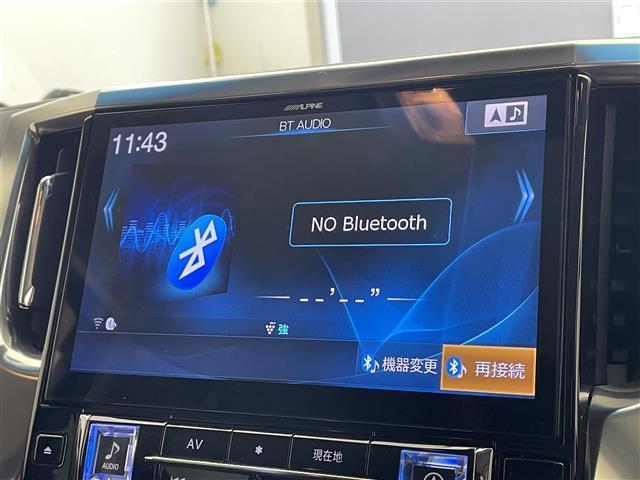 ALPINE
BT AUDIO
11:43
NO Bluetooth
--'--"
強
機器変更
再接続
AUDIO
AV
*
現在地